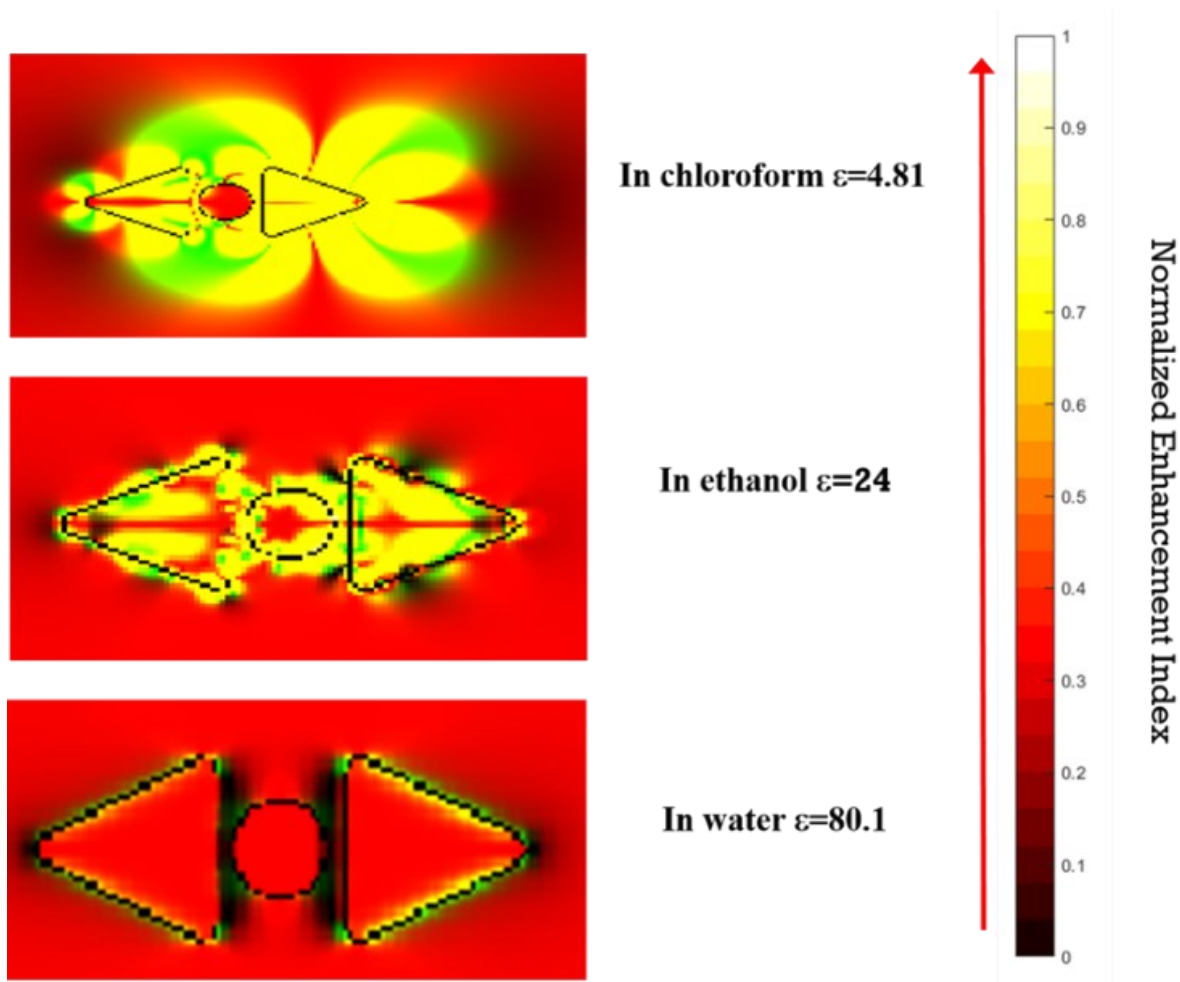 In chloroform ε=4.81
In ethanol ε=24
In water ε=80.1
1
0.9
0.8
0.7
0.6
0.5
0.4
0.3
0.2
0.1
0
Normalized Enhancement Index